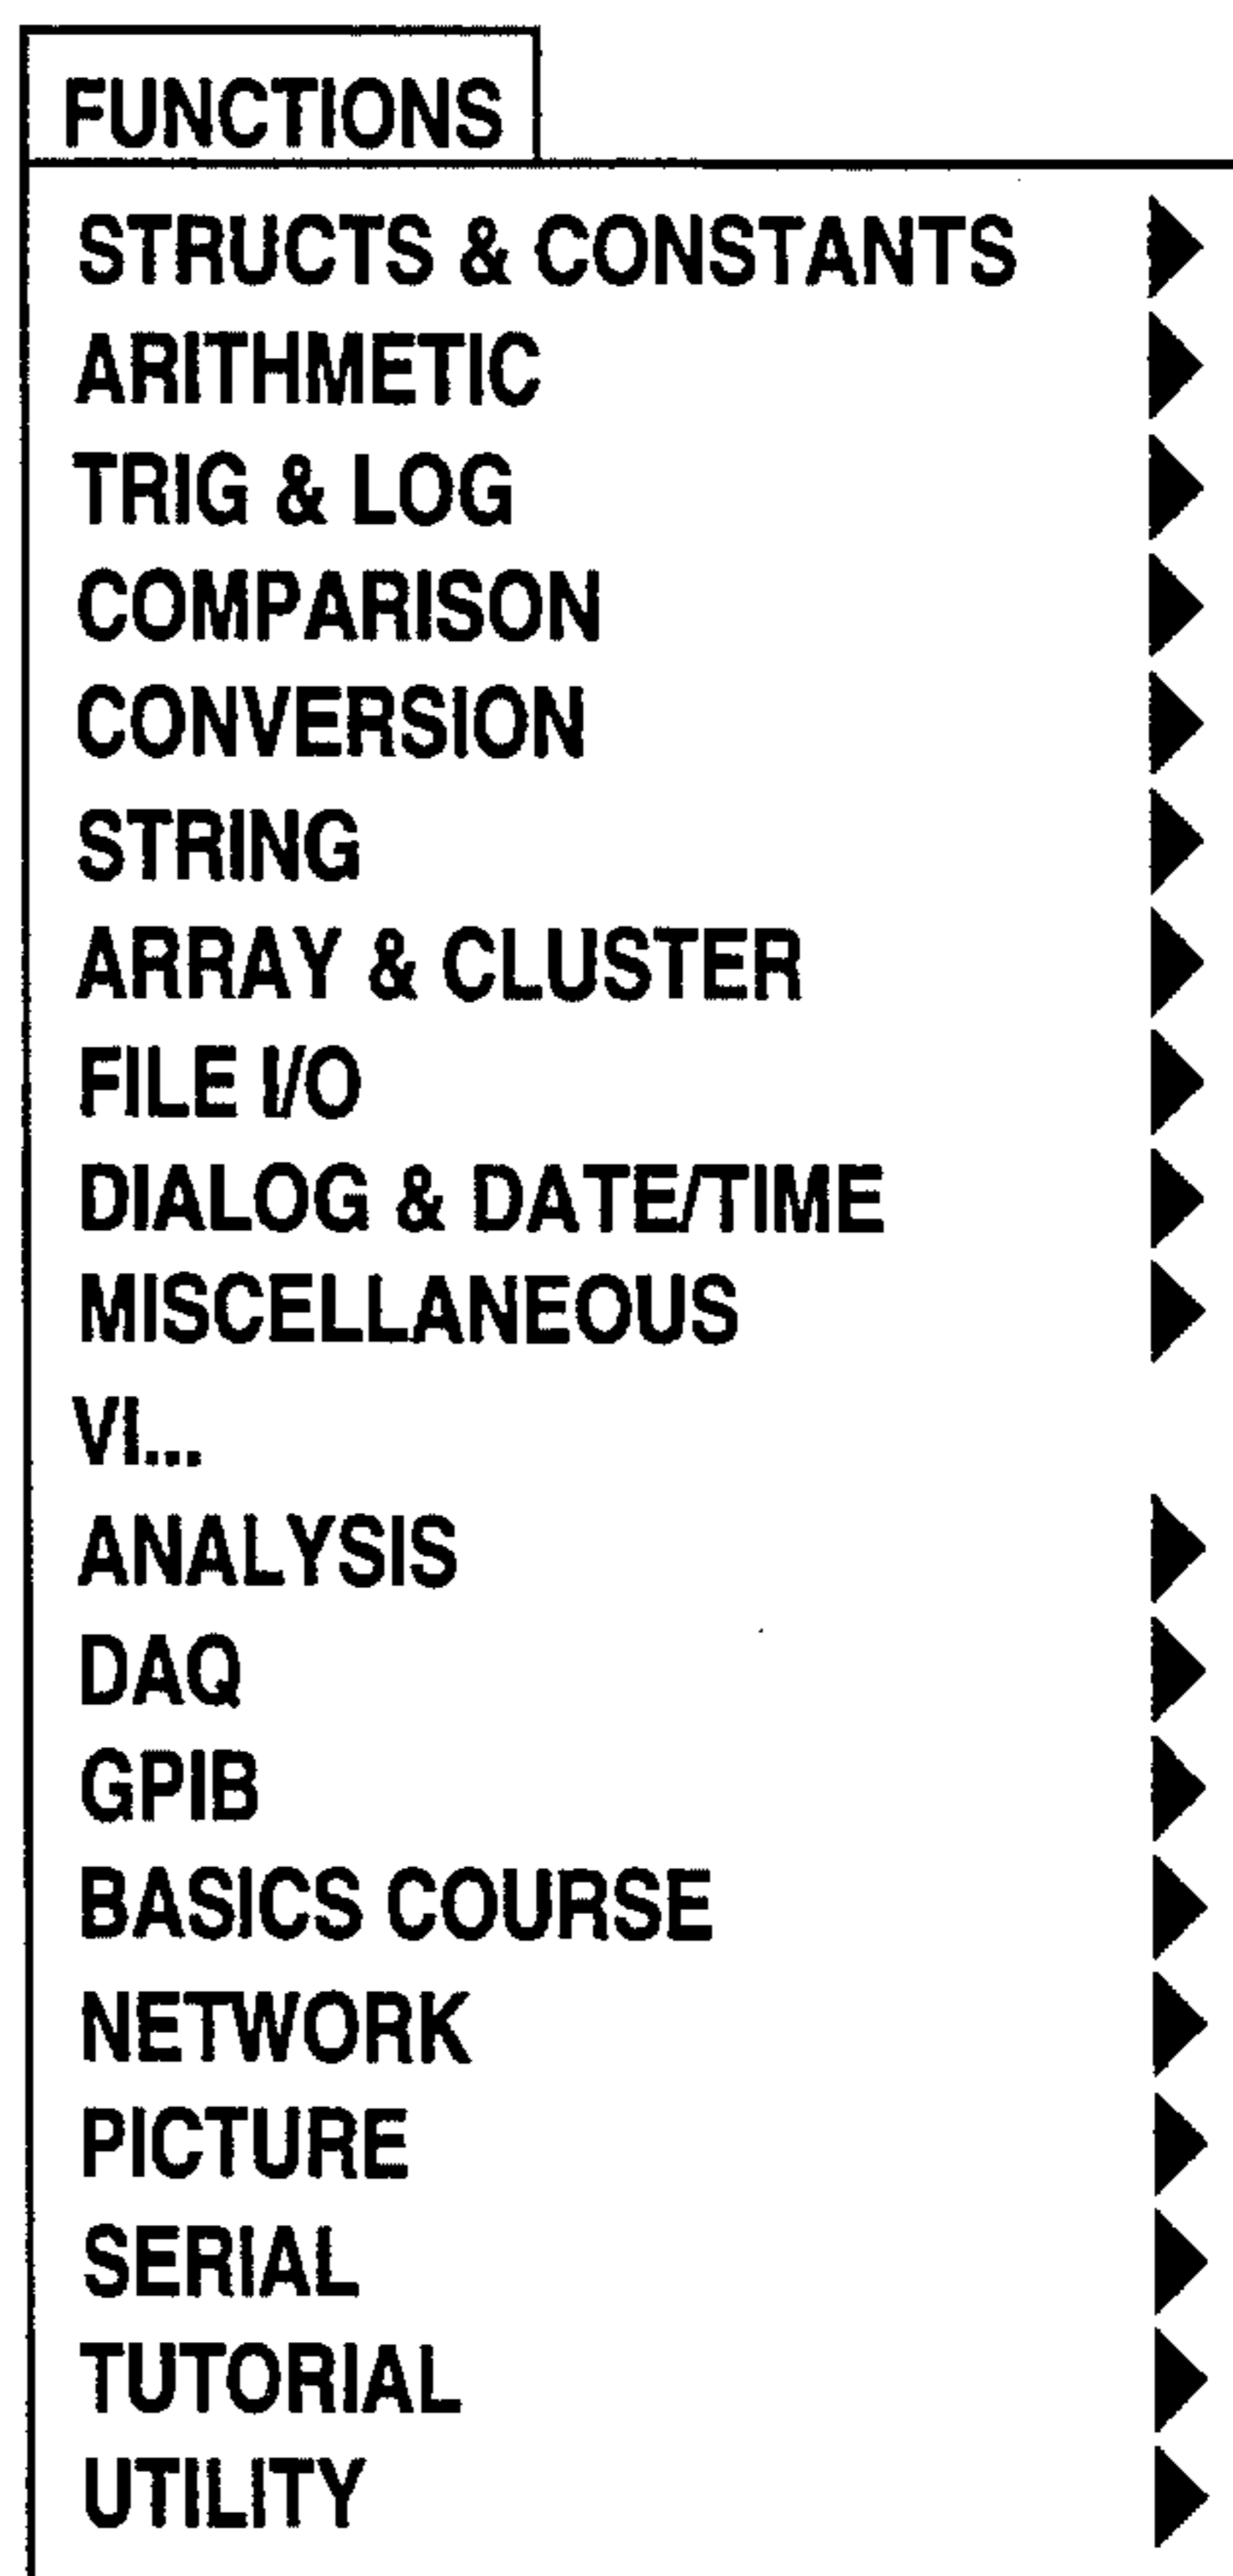 FUNCTIONS
STRUCTS & CONSTANTS
ARITHMETIC
TRIG & LOG
COMPARISON
CONVERSION
STRING
ARRAY & CLUSTER
FILE I/O
DIALOG & DATE/TIME
MISCELLANEOUS
VI...
ANALYSIS
DAQ
GPIB
BASICS COURSE
NETWORK
PICTURE
SERIAL
TUTORIAL
UTILITY